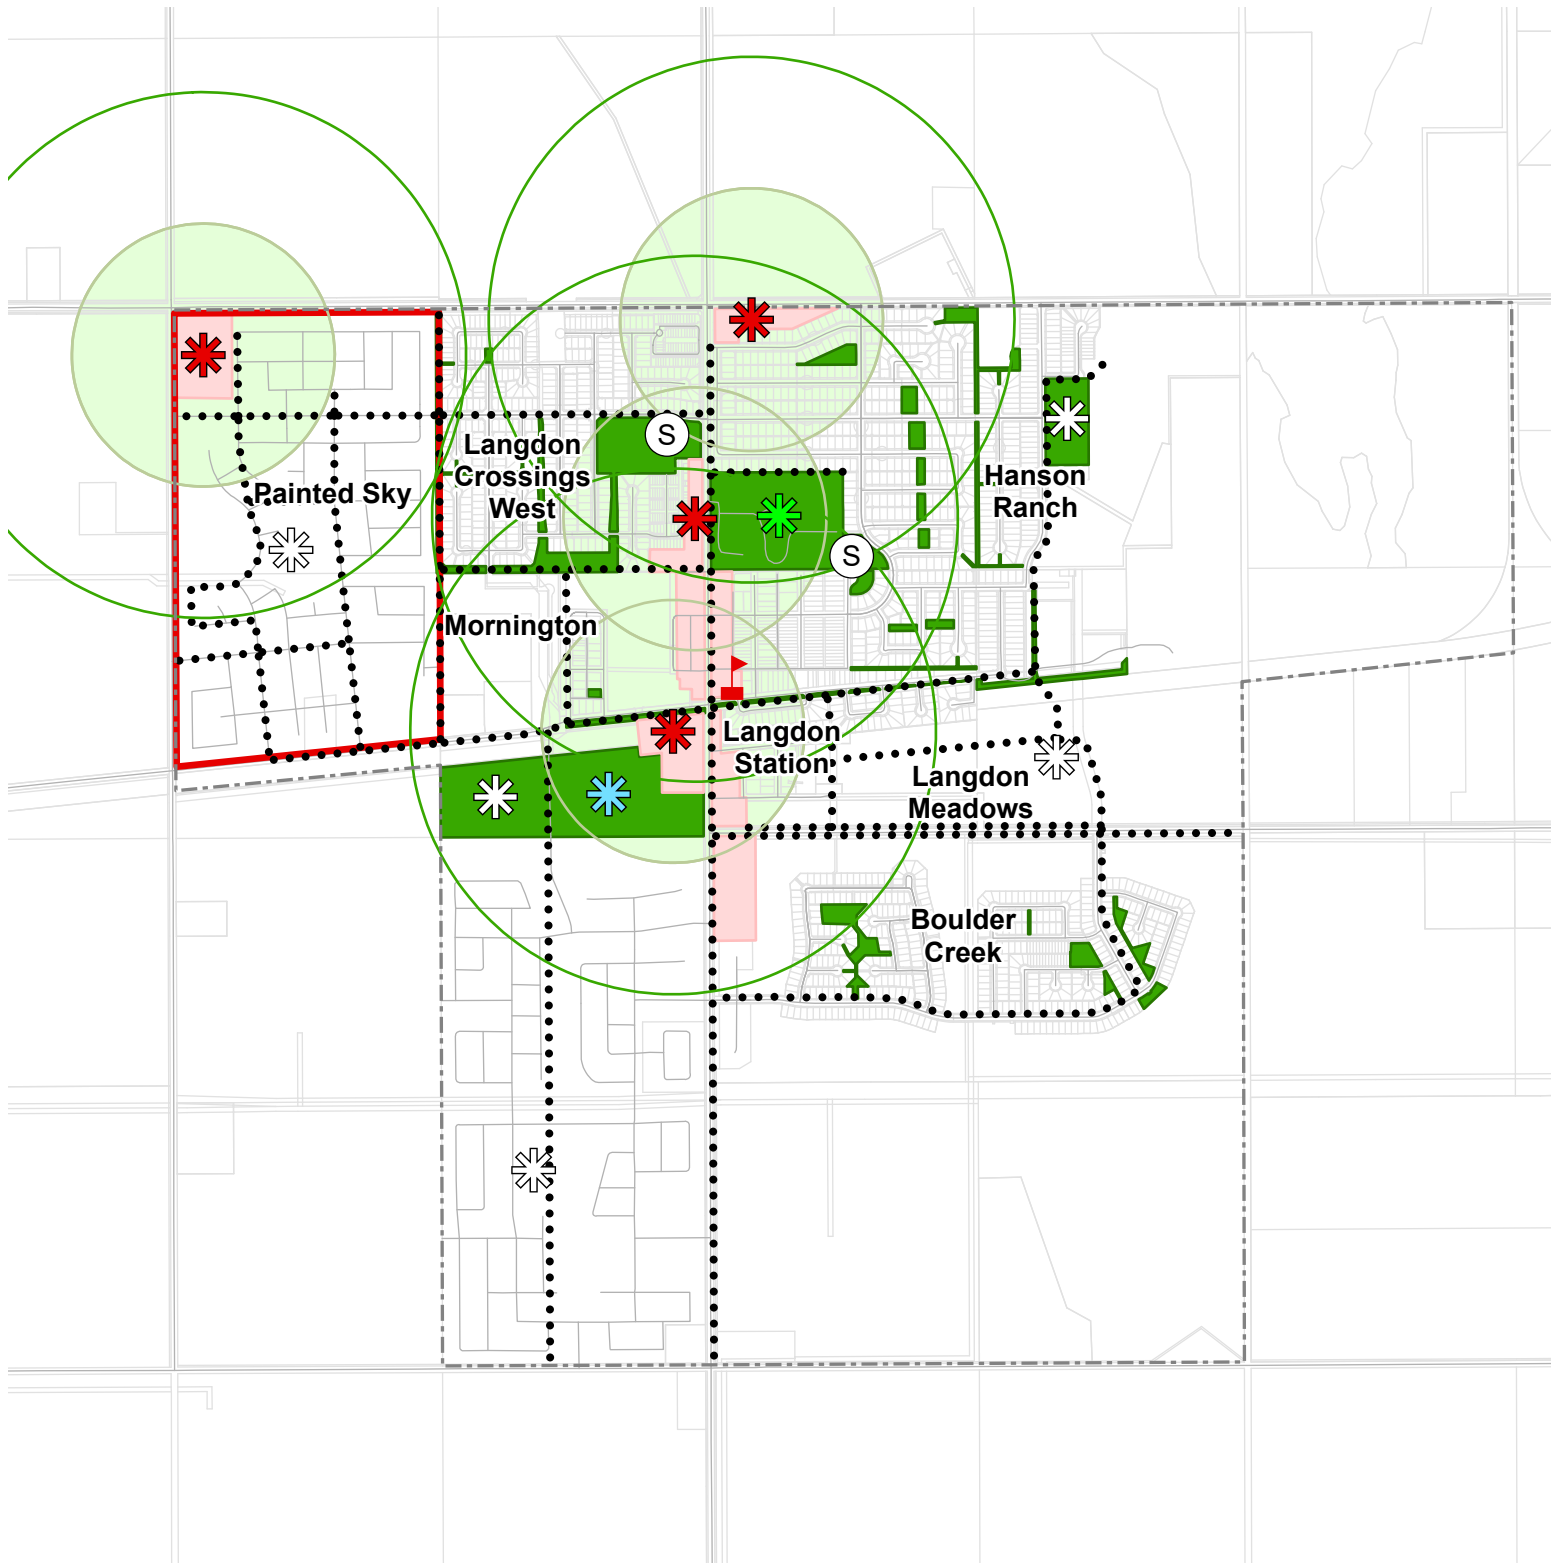 S
Langdon
Crossings
West
Painted Sky
Hanson
Ranch
S
Mornington
Langdon
Station
Langdon
Meadows
Boulder
Creek